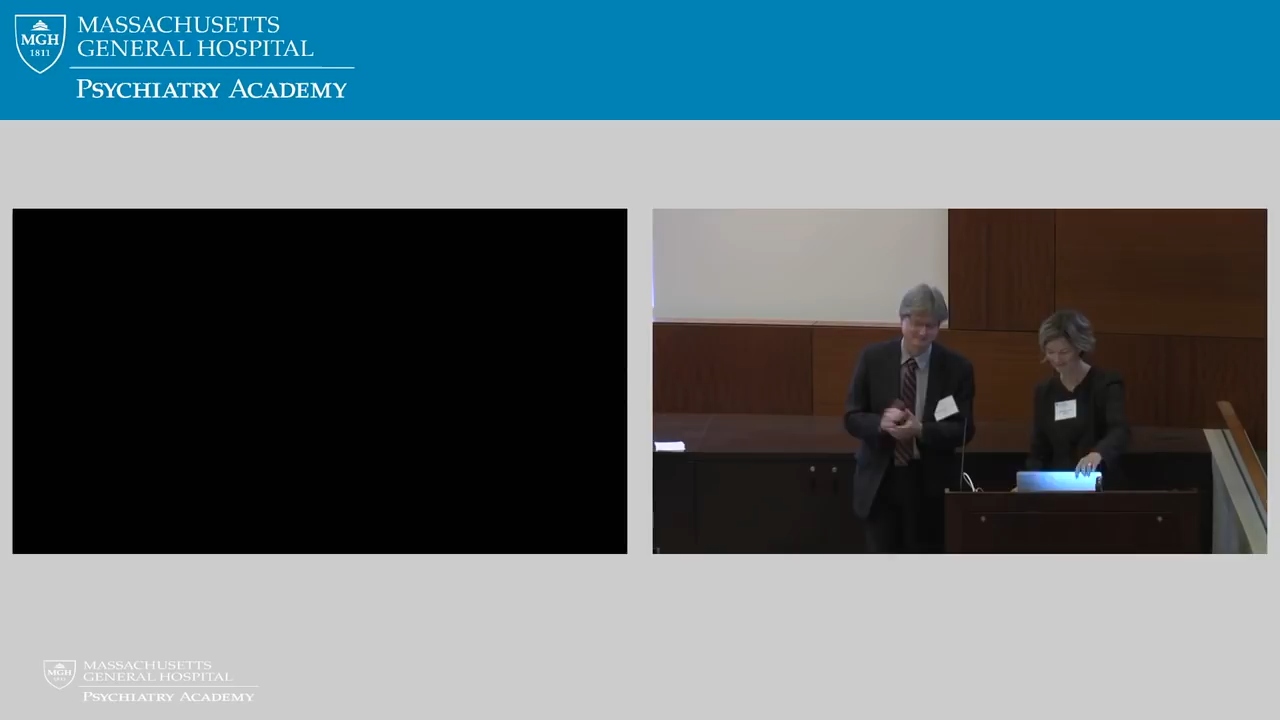 MASSACHUSETTS
GENERAL HOSPITAL
PSYCHIATRY ACADEMY
MGH
1811
MASSACHUSETTS
GENERAL HOSPITAL
PSYCHIATRY ACADEMY
MGH
1811